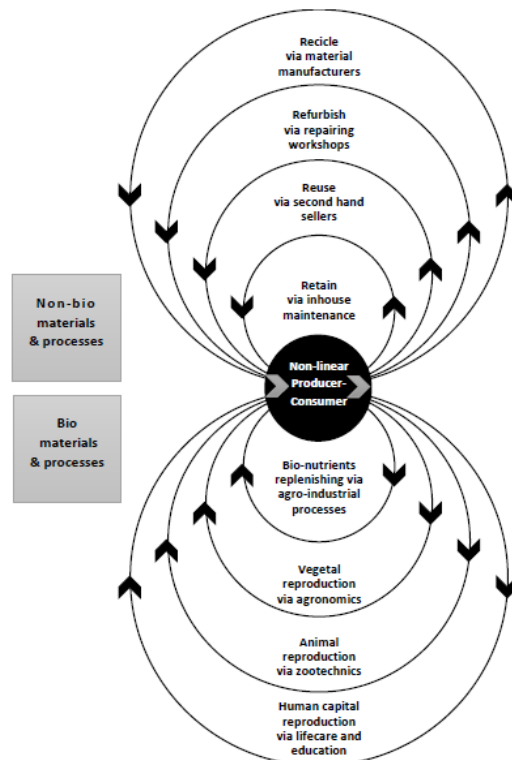 Recicle
via material
manufacturers
Refurbish
via repairing
workshops
Reuse
via second hand
sellers
Retain
via inhouse
maintenance
Non-bio
materials
& processes
Non-linear
Producer-
Consumer
Bio
materials
& processes
Bio-nutrients
replenishing via
agro-industrial
processes
Vegetal
reproduction
via agronomics
Animal
reproduction
via zootechnics
Human capital
reproduction
via lifecare and
education